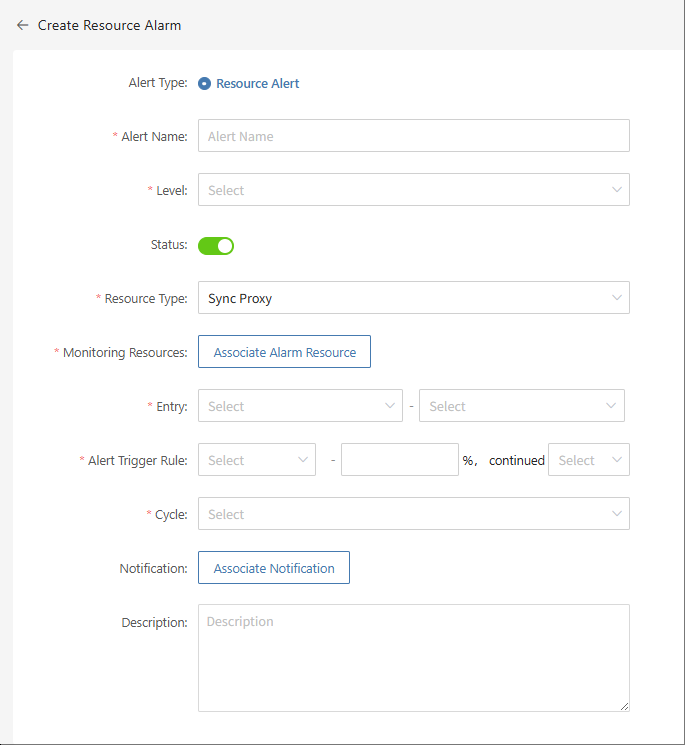 Create Resource Alarm
Alert Type: Resource Alert
* Alert Name: Alert Name
* Level: Select
Status:
* Resource Type: Sync Proxy
* Monitoring Resources: Associate Alarm Resource
* Entry: Select - Select
* Alert Trigger Rule: Select - %, continued Select
* Cycle: Select
Notification: Associate Notification
Description: Description